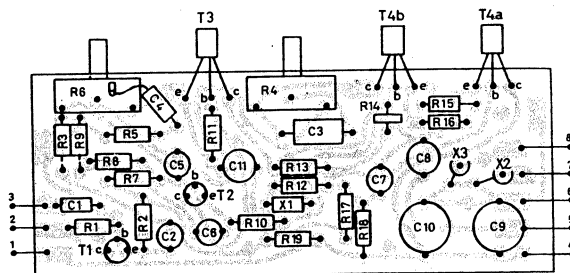 T3 T4b T4a
R6 C4 e b c R4 c b e e b c
R14 R15
R16
R3 R9 R5 R11 C3
R8 C5 C11 R13 C8 X3 X2 8
R7 b R12 C7 7
c e T2 X1
3 C1 6
2 R1 R2 C2 C6 R10 R17 R18 C10 C9 5
1 T1 b c e R19 4